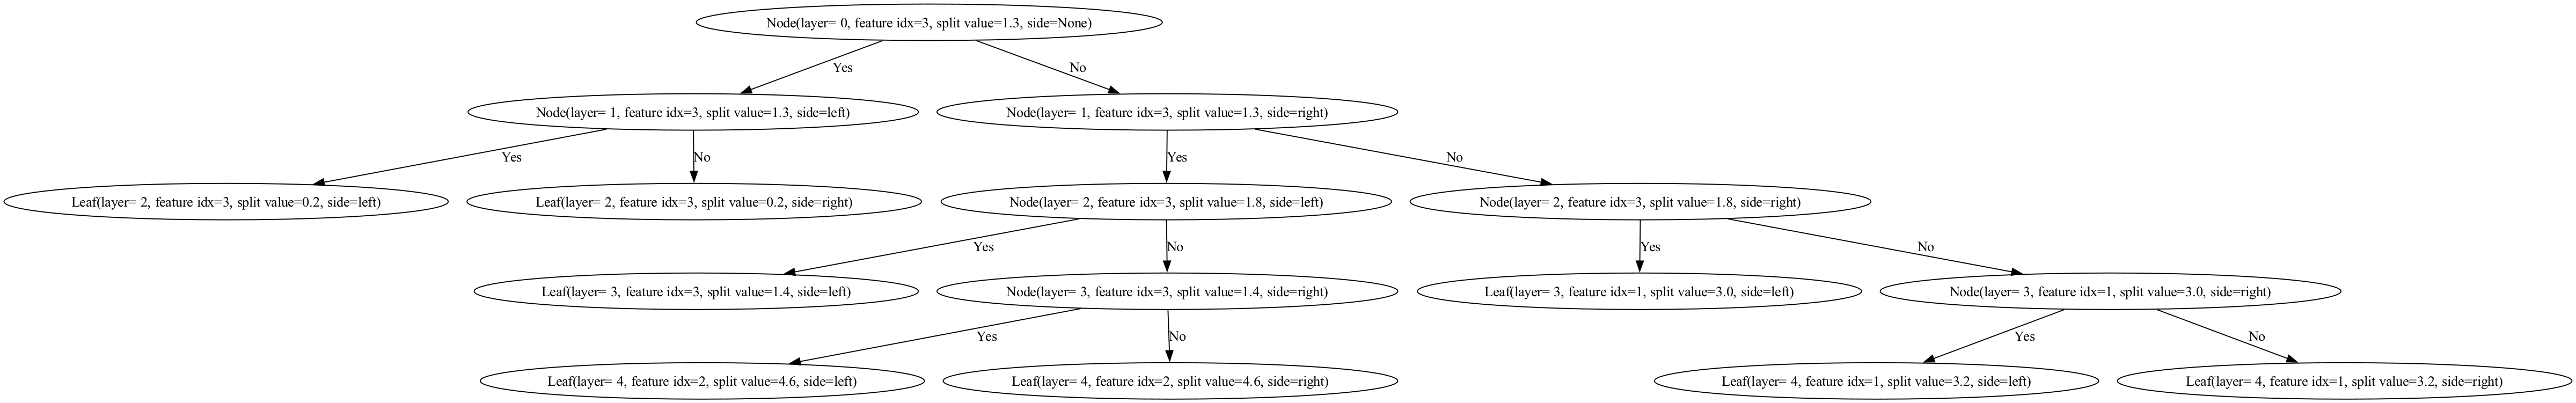 Node(layer= 0, feature idx=3, split value=1.3, side=None)
Yes
No
Node(layer= 1, feature idx=3, split value=1.3, side=left)
Node(layer= 1, feature idx=3, split value=1.3, side=right)
Yes
No
Yes
No
Leaf(layer= 2, feature idx=3, split value=0.2, side=left)
Leaf(layer= 2, feature idx=3, split value=0.2, side=right)
Node(layer= 2, feature idx=3, split value=1.8, side=left)
Node(layer= 2, feature idx=3, split value=1.8, side=right)
Yes
No
Yes
No
Leaf(layer= 3, feature idx=3, split value=1.4, side=left)
Node(layer= 3, feature idx=3, split value=1.4, side=right)
Leaf(layer= 3, feature idx=1, split value=3.0, side=left)
Node(layer= 3, feature idx=1, split value=3.0, side=right)
Yes
No
Yes
No
Leaf(layer= 4, feature idx=2, split value=4.6, side=left)
Leaf(layer= 4, feature idx=2, split value=4.6, side=right)
Leaf(layer= 4, feature idx=1, split value=3.2, side=left)
Leaf(layer= 4, feature idx=1, split value=3.2, side=right)